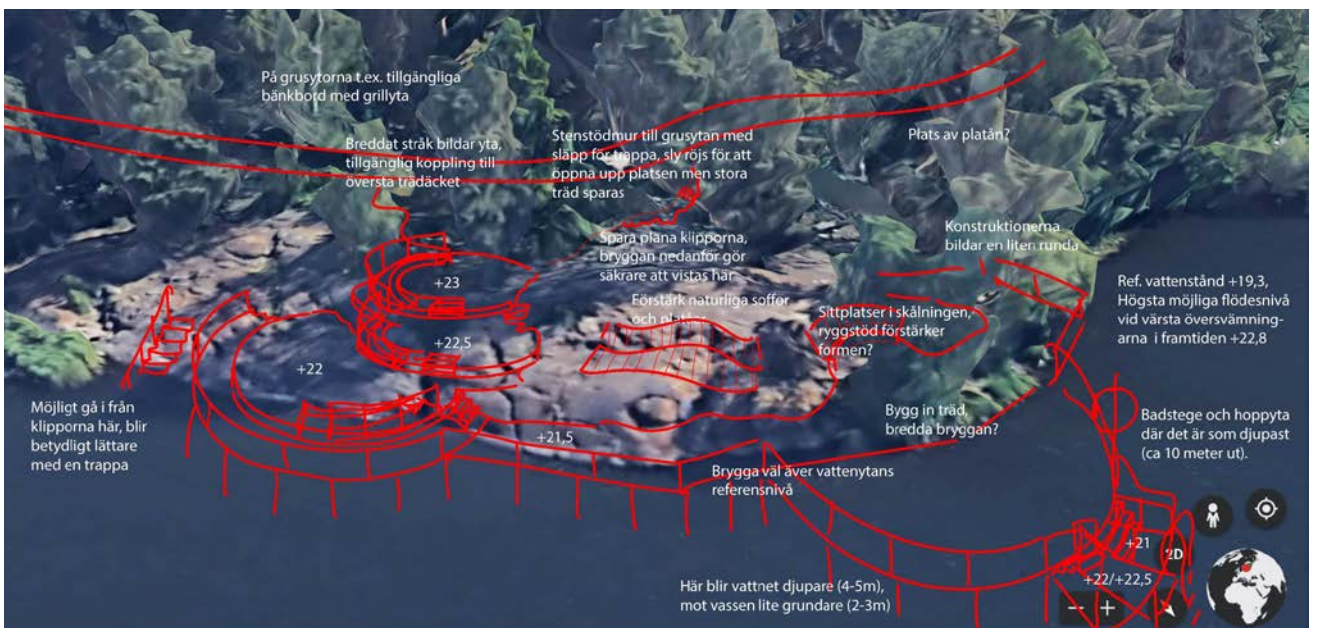 På grusytorna t.ex. tillgängliga
bänkbord med grillyta
Breddat stråk bildar yta,
tillgänglig koppling till
översta trädäcket
Stenstödmur till grusytan med
släpp för trappa, sly röjs för att
öppna upp platsen men stora
träd sparas
Plats av platån?
Spara plana klipporna,
bryggan nedanför gör
säkrare att vistas här
Konstruktionerna
bildar en liten runda
+23
Förstärk naturliga soffor
och platåer
Sittplatser i skålningen,
ryggstöd förstärker
formen?
Ref. vattenstånd +19,3,
Högsta möjliga flödesnivå
vid värsta översvämning-
arna i framtiden +22,8
+22,5
+22
Möjligt gå i från
klipporna här, blir
betydligt lättare
med en trappa
+21,5
Bygg in träd,
bredda bryggan?
Badstege och hoppyta
där det är som djupast
(ca 10 meter ut).
Brygga väl äver vattenytans
referensnivå
+21
2D
+22/+22,5
Här blir vattnet djupare (4-5m),
mot vassen lite grundare (2-3m)